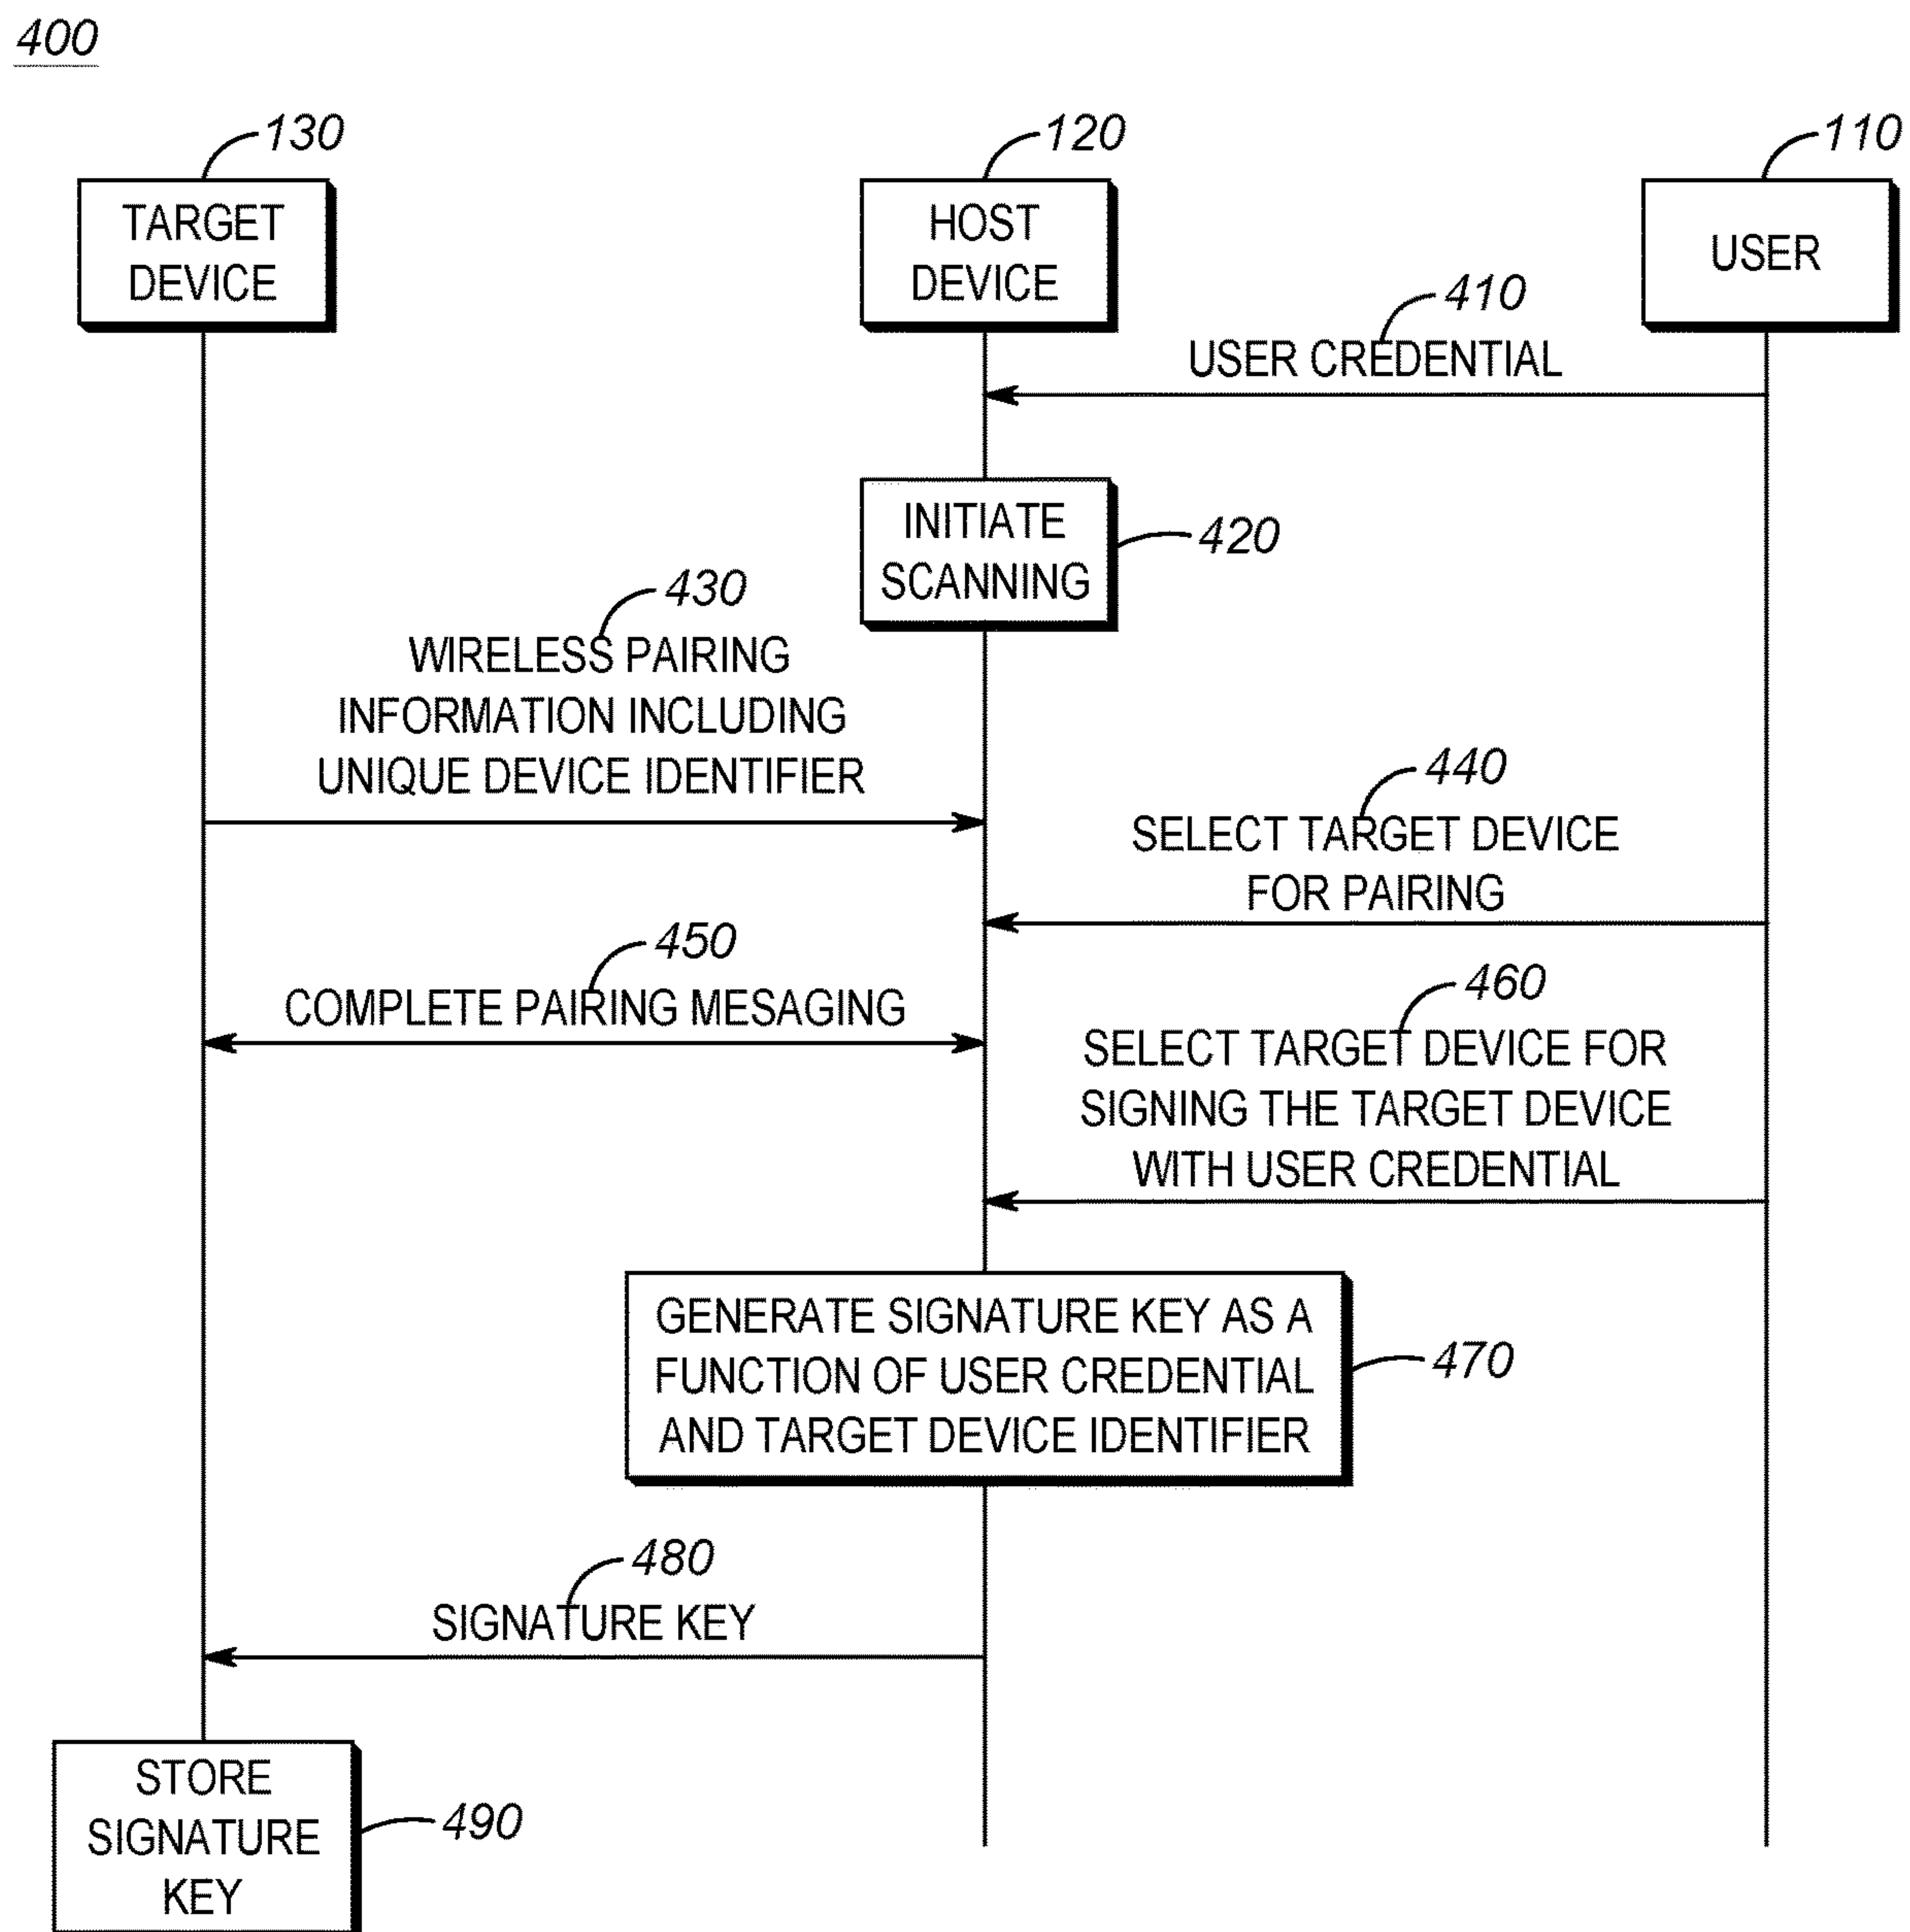 400
130
120
110
TARGET
DEVICE
HOST
DEVICE
USER
410
USER CREDENTIAL
INITIATE
SCANNING
420
430
WIRELESS PAIRING
INFORMATION INCLUDING
UNIQUE DEVICE IDENTIFIER
440
SELECT TARGET DEVICE
FOR PAIRING
450
COMPLETE PAIRING MESAGING
460
SELECT TARGET DEVICE FOR
SIGNING THE TARGET DEVICE
WITH USER CREDENTIAL
GENERATE SIGNATURE KEY AS A
FUNCTION OF USER CREDENTIAL
AND TARGET DEVICE IDENTIFIER
470
480
SIGNATURE KEY
STORE
SIGNATURE
KEY
490